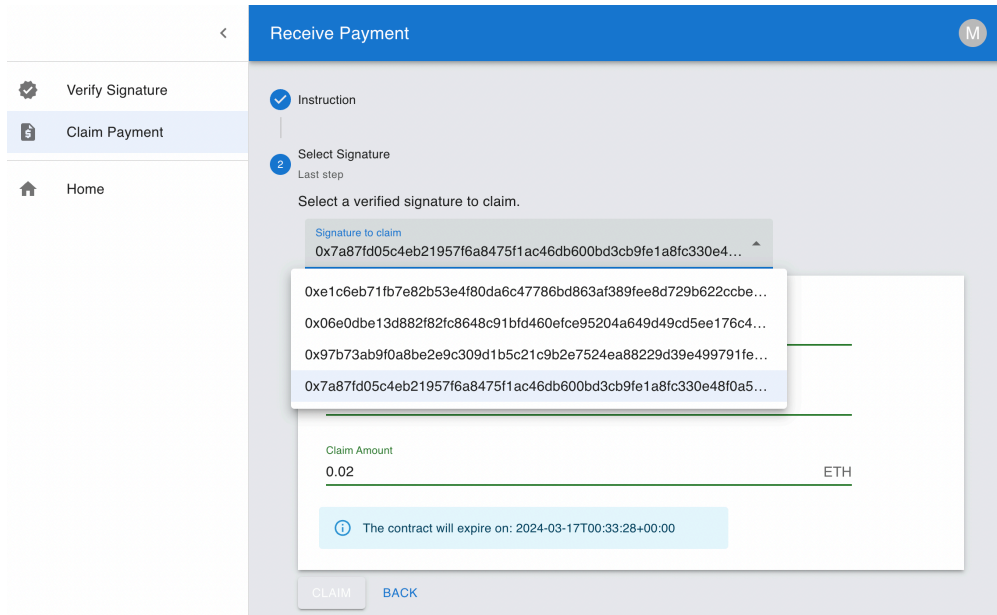 Receive Payment
M
Verify Signature
Claim Payment
Home
Instruction
2
Select Signature
Last step
Select a verified signature to claim.
Signature to claim
0x7a87fd05c4eb21957f6a8475f1ac46db600bd3cb9fe1a8fc330e4…
0xe1c6eb71fb7e82b53e4f80da6c47786bd863af389fee8d729b622ccbe…
0x06e0dbe13d882f82fc8648c91bfd460efce95204a649d49cd5ee176c4…
0x97b73ab9f0a8be2e9c309d1b5c21c9b2e7524ea88229d39e499791fe…
0x7a87fd05c4eb21957f6a8475f1ac46db600bd3cb9fe1a8fc330e48f0a5…
Claim Amount
0.02 ETH
The contract will expire on: 2024-03-17T00:33:28+00:00
CLAIM BACK